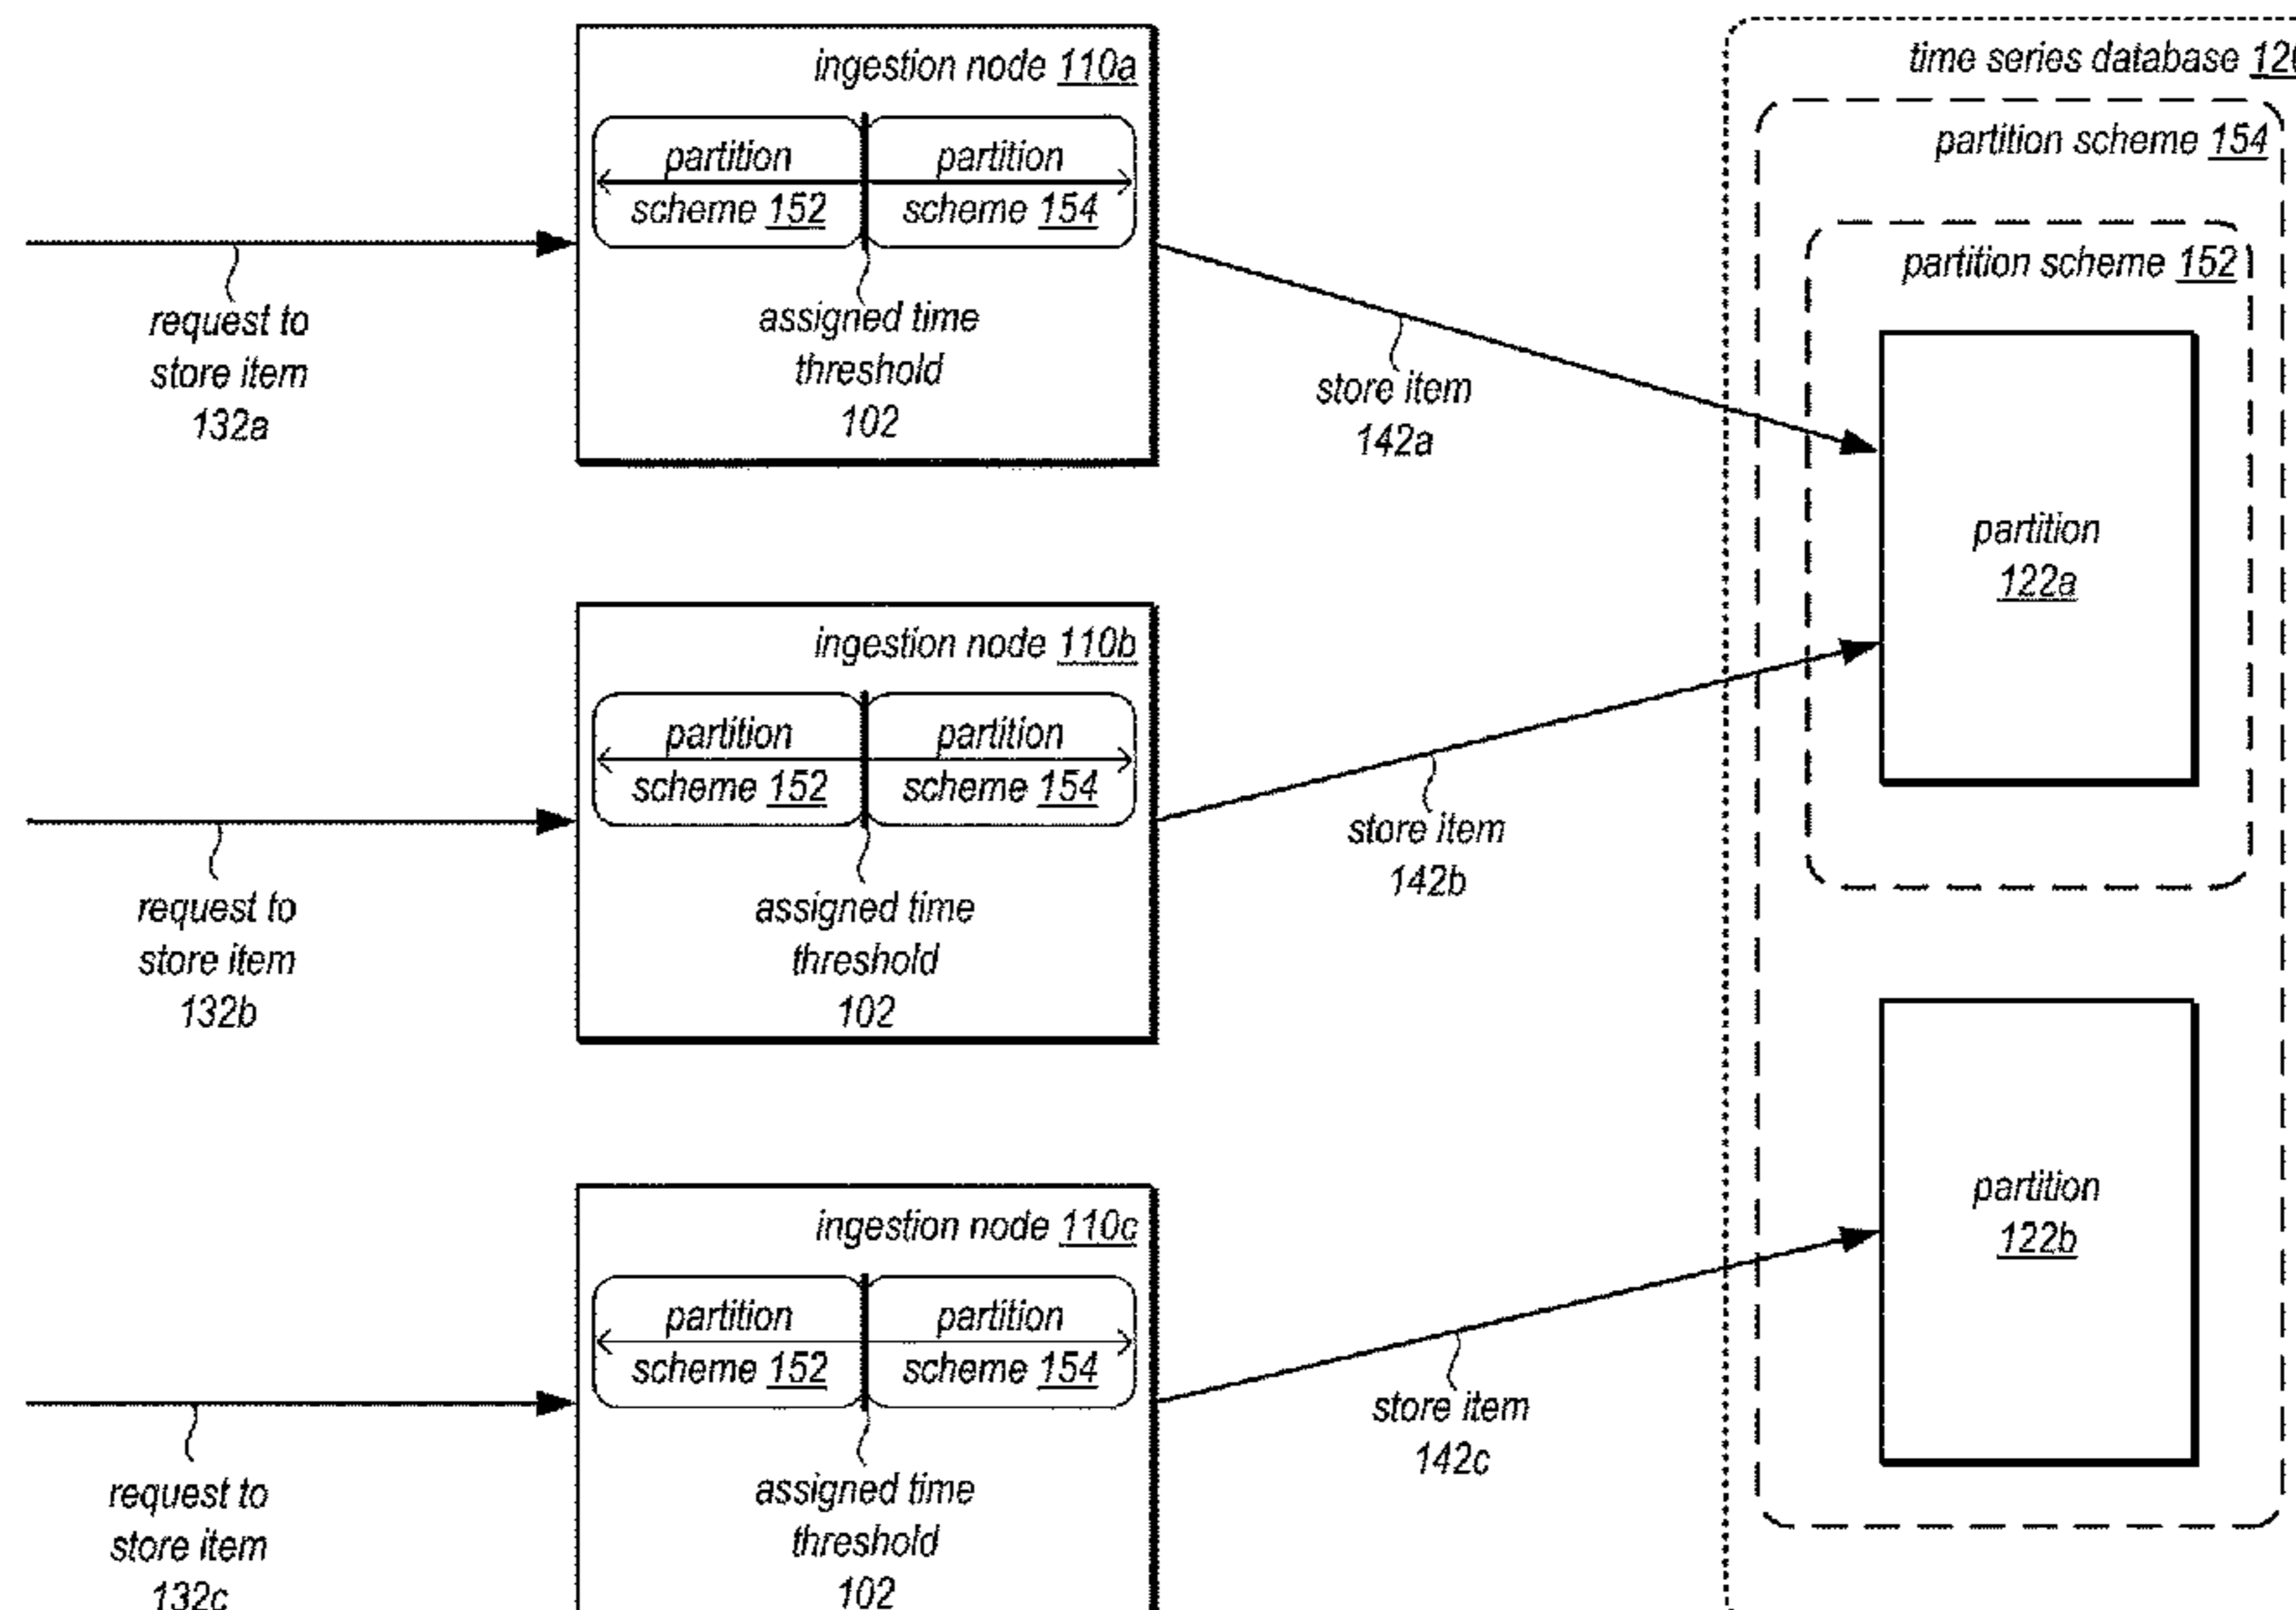 ingestion node 110a
partition
scheme 152
partition
scheme 154
assigned time
threshold
102
request to
store item
132a
store item
142a
ingestion node 110b
partition
scheme 152
partition
scheme 154
assigned time
threshold
102
request to
store item
132b
store item
142b
ingestion node 110c
partition
scheme 152
partition
scheme 154
assigned time
threshold
102
request to
store item
132c
store item
142c
time series database
partition scheme 154
partition scheme 152
partition
122a
partition
122b